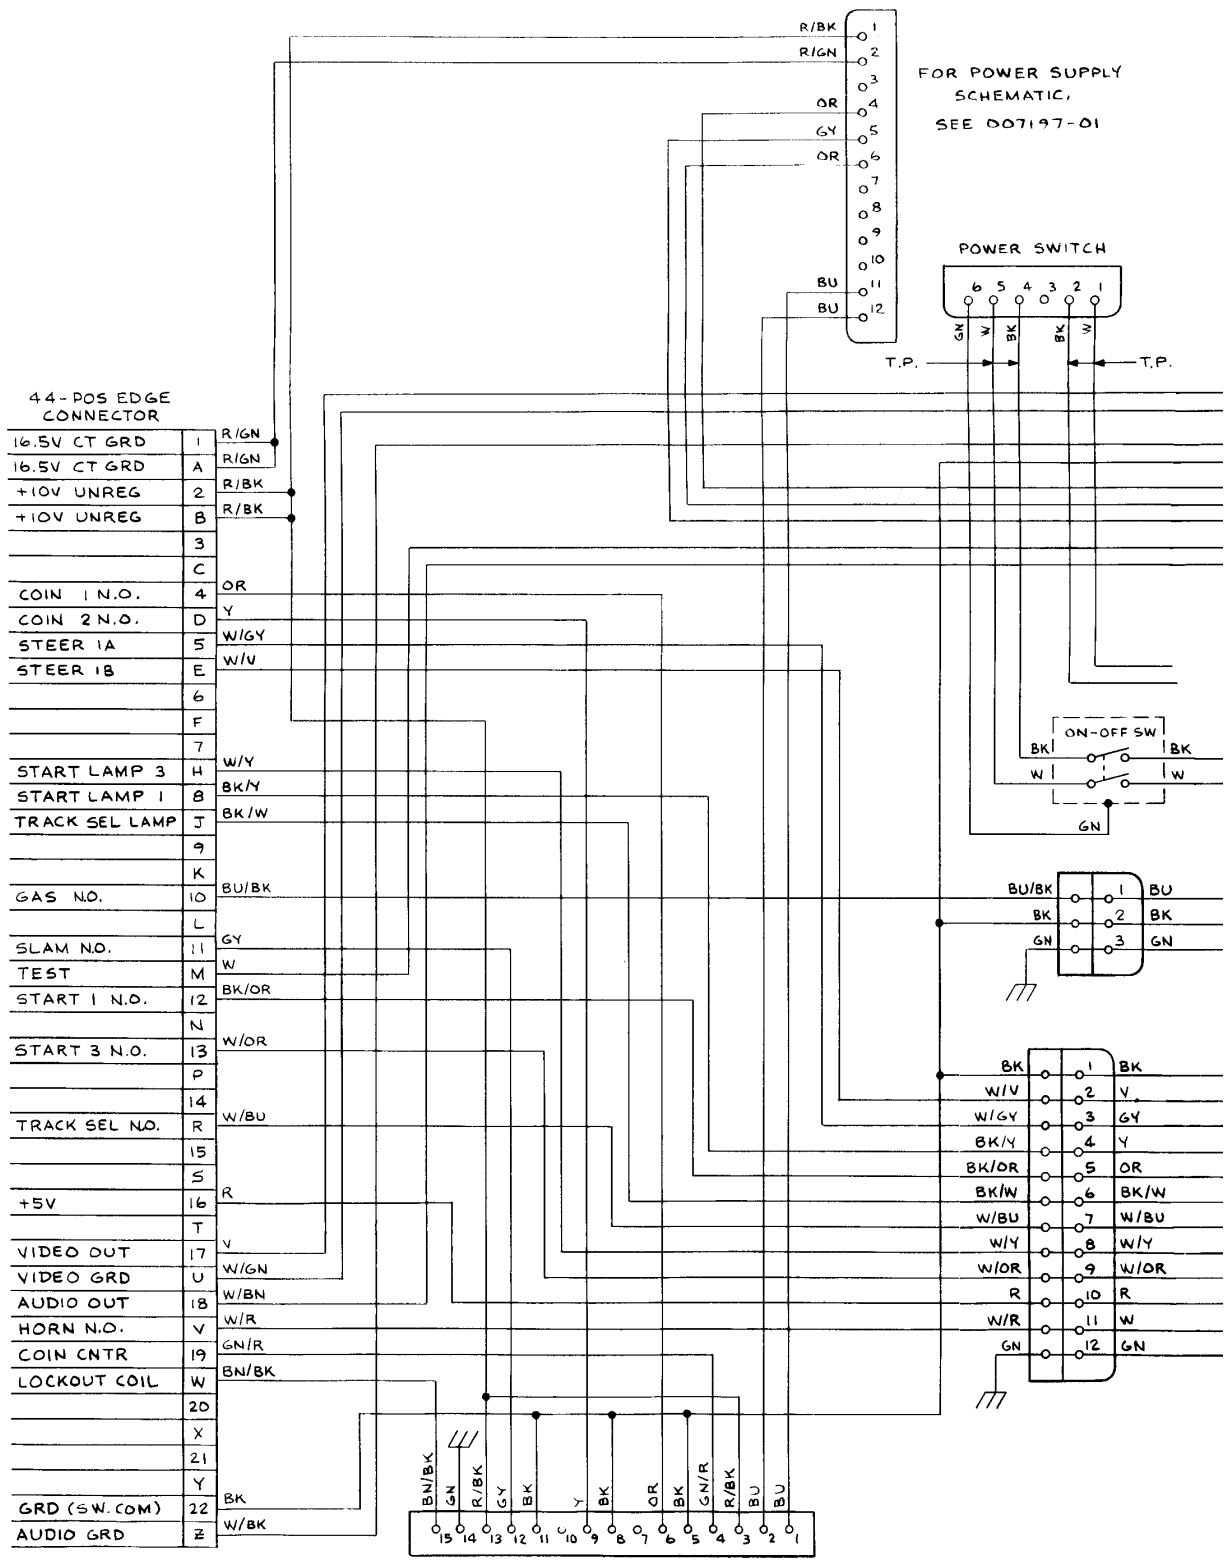 R/BK 1
R/GN 2
3
OR 4
GY 5
OR 6
7
8
9
10
BU 11
BU 12
FOR POWER SUPPLY
SCHEMATIC,
SEE 007197-01
POWER SWITCH
6 5 4 3 2 1
GN W BK BK W
T.P. T.P.
44-POS EDGE
CONNECTOR
16.5V CT GRD 1 R/GN
16.5V CT GRD A R/GN
+10V UNREG 2 R/BK
+10V UNREG B R/BK
3
C
COIN 1 N.O. 4 OR
COIN 2 N.O. D Y
STEER 1A 5 W/GY
STEER 1B E W/V
6
F
7
START LAMP 3 H W/Y
START LAMP 1 8 BK/Y
TRACK SEL LAMP J BK/W
9
K
GAS N.O. 10 BU/BK
L
SLAM N.O. 11 GY
TEST M W
START 1 N.O. 12 BK/OR
N
START 3 N.O. 13 W/OR
P
14
TRACK SEL N.O. R W/BU
15
S
+5V 16 R
T
VIDEO OUT 17 V
VIDEO GRD U W/GN
AUDIO OUT 18 W/BN
HORN N.O. V W/R
COIN CNTR 19 GN/R
LOCKOUT COIL W BN/BK
20
X
21
Y
GRD (SW.COM) 22 BK
AUDIO GRD Z W/BK
ON-OFF SW
BK BK
W W
GN
BU/BK 1 BU
BK 2 BK
GN 3 GN
BK 1 BK
W/V 2 V
W/GY 3 GY
BK/Y 4 Y
BK/OR 5 OR
BK/W 6 BK/W
W/BU 7 W/BU
W/Y 8 W/Y
W/OR 9 W/OR
R 10 R
W/R 11 W
GN 12 GN
BN/BK GN R/BK GY BK Y BK OR BK GN/R R/BK BU BU
15 14 13 12 11 10 9 8 7 6 5 4 3 2 1